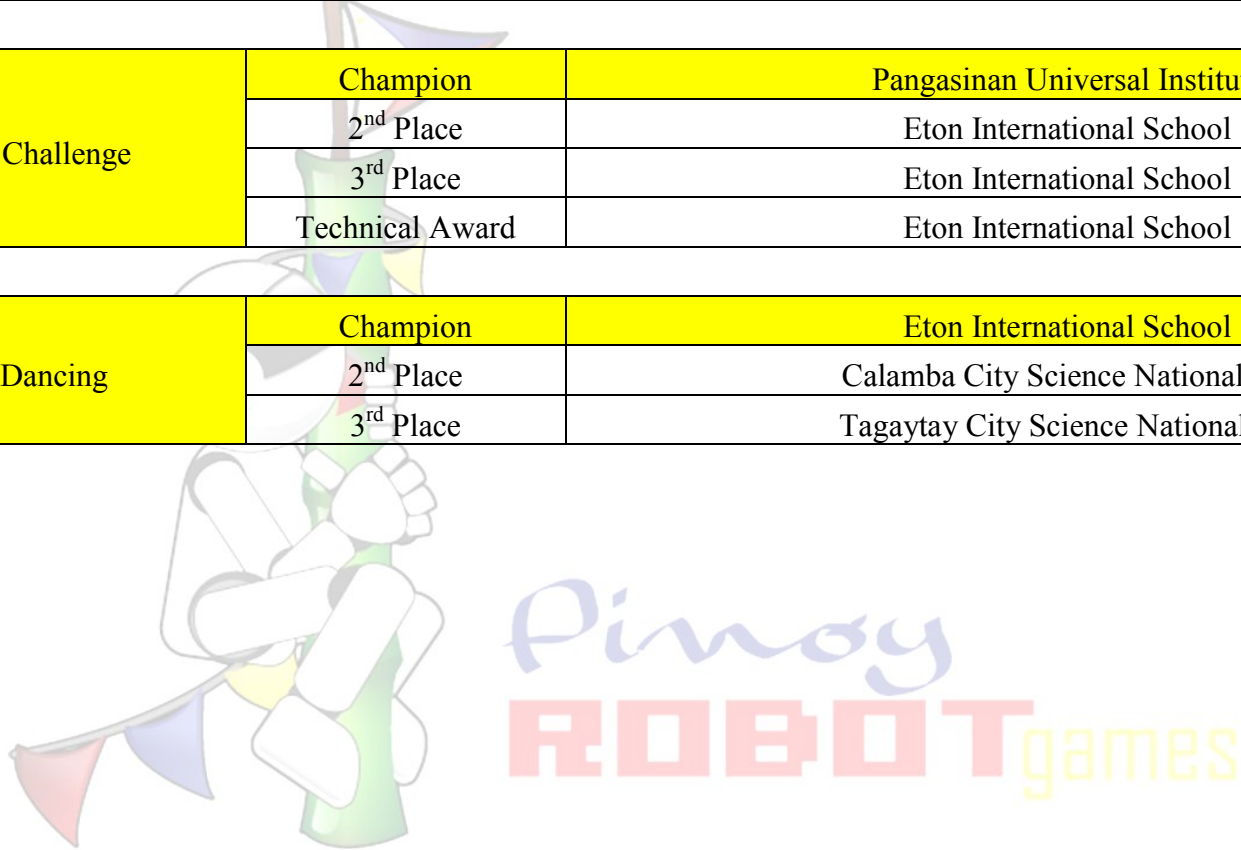 Challenge
Champion Pangasinan Universal Institu
2nd Place Eton International School
3rd Place Eton International School
Technical Award Eton International School
Dancing
Champion Eton International School
2nd Place Calamba City Science National
3rd Place Tagaytay City Science National
Pinoy
ROBOTgames